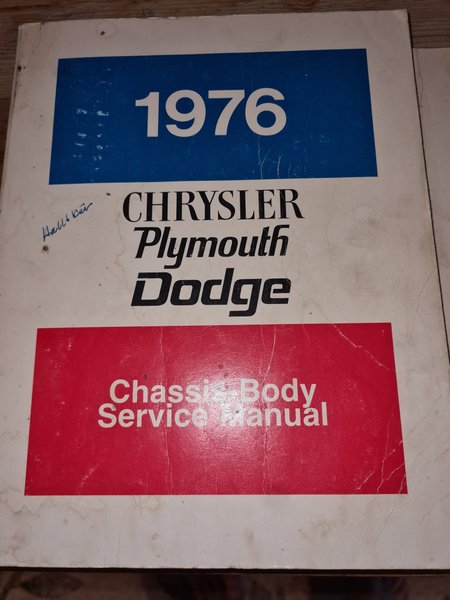 1976
CHRYSLER
Plymouth
Dodge
Chassis-Body
Service Manual